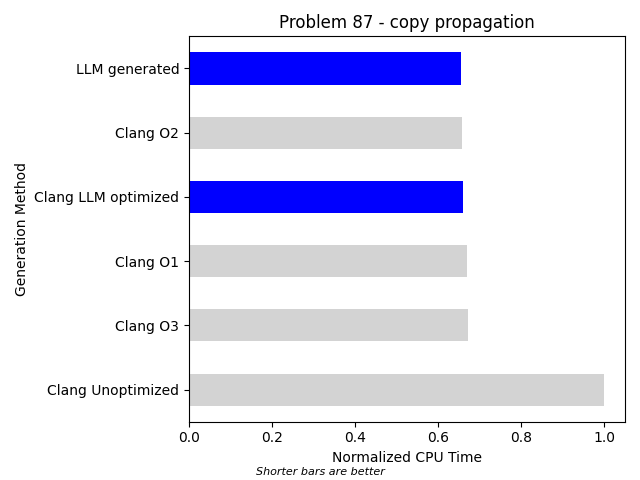 Problem 87 - copy propagation
LLM generated
Clang O2
Clang LLM optimized
Clang O1
Clang O3
Clang Unoptimized
Generation Method
0.0 0.2 0.4 0.6 0.8 1.0
Normalized CPU Time
Shorter bars are better